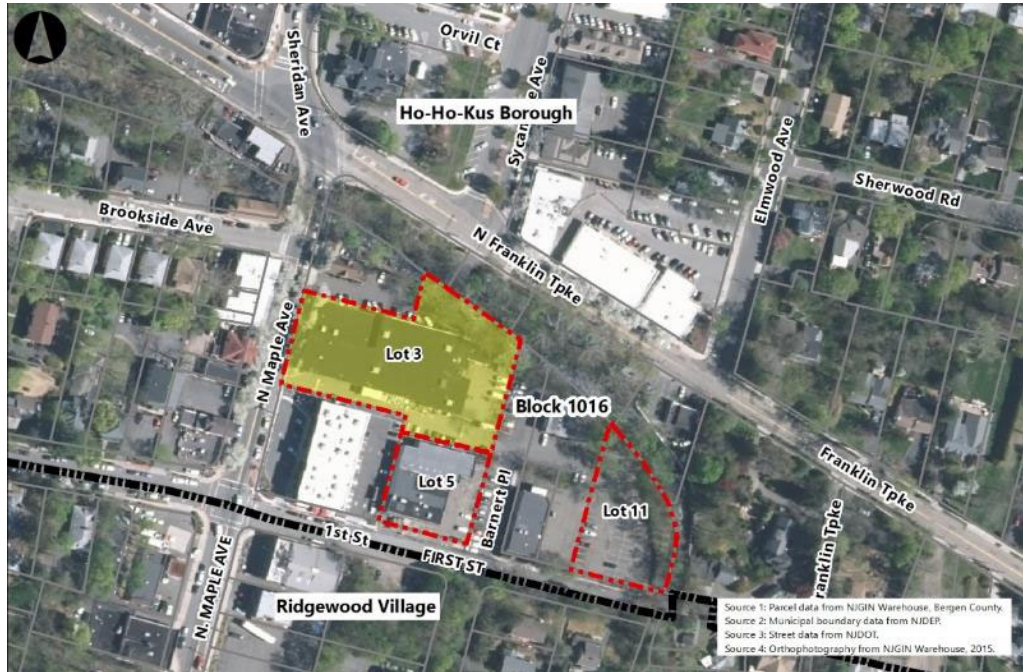 Orvil Ct
Sheridan Ave
Ho-Ho-Kus Borough
Sycamore Ave
Elmwood Ave
Sherwood Rd
Brookside Ave
N Franklin Tpke
N Maple Ave
Lot 3
Block 1016
Lot 5
Barnert Pl
Lot 11
Franklin Tpke
1st St
FIRST ST
N. MAPLE AVE
Ridgewood Village
Franklin Tpke
Source 1: Parcel data from NJGIN Warehouse, Bergen County.
Source 2: Municipal boundary data from NJDEP.
Source 3: Street data from NJDOT.
Source 4: Orthophotography from NJGIN Warehouse, 2015.